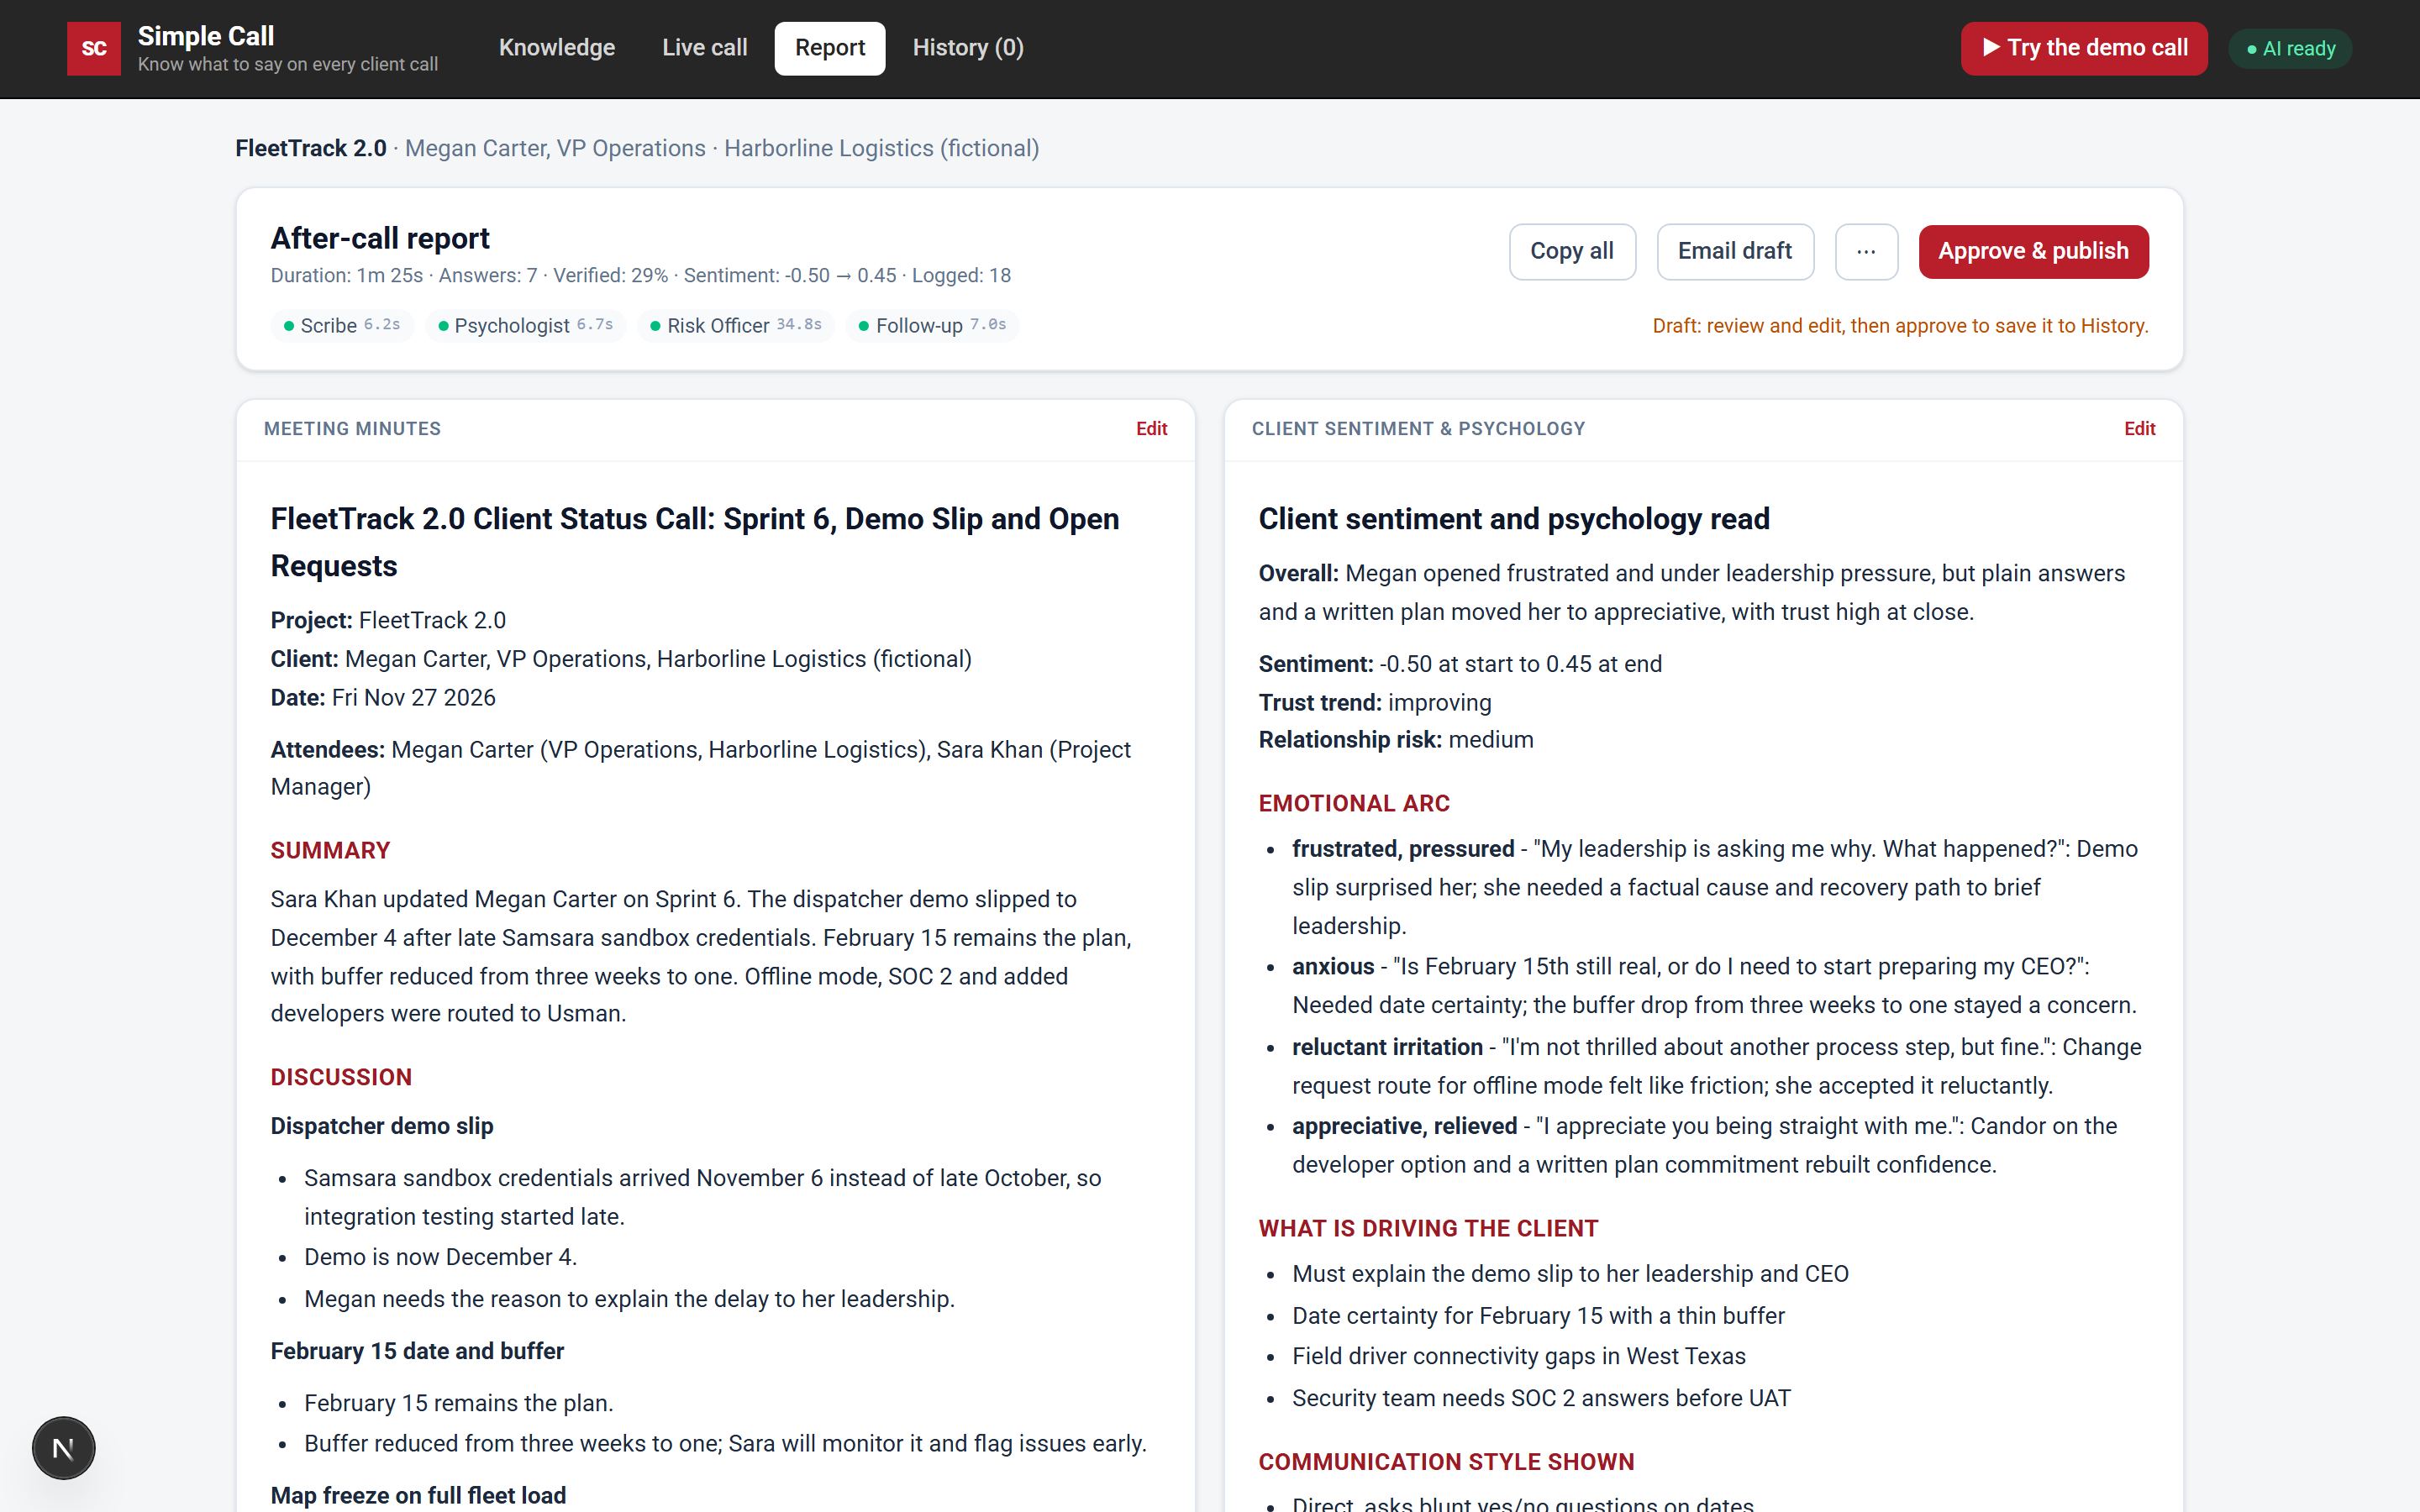 SC
Simple Call
Know what to say on every client call
Knowledge
Live call
Report
History (0)
▶ Try the demo call
● AI ready
FleetTrack 2.0 · Megan Carter, VP Operations · Harborline Logistics (fictional)
After-call report
Duration: 1m 25s · Answers: 7 · Verified: 29% · Sentiment: -0.50 → 0.45 · Logged: 18
Scribe 6.2s
Psychologist 6.7s
Risk Officer 34.8s
Follow-up 7.0s
Copy all
Email draft
···
Approve & publish
Draft: review and edit, then approve to save it to History.
MEETING MINUTES
Edit
FleetTrack 2.0 Client Status Call: Sprint 6, Demo Slip and Open
Requests
Project: FleetTrack 2.0
Client: Megan Carter, VP Operations, Harborline Logistics (fictional)
Date: Fri Nov 27 2026
Attendees: Megan Carter (VP Operations, Harborline Logistics), Sara Khan (Project
Manager)
SUMMARY
Sara Khan updated Megan Carter on Sprint 6. The dispatcher demo slipped to
December 4 after late Samsara sandbox credentials. February 15 remains the plan,
with buffer reduced from three weeks to one. Offline mode, SOC 2 and added
developers were routed to Usman.
DISCUSSION
Dispatcher demo slip
• Samsara sandbox credentials arrived November 6 instead of late October, so
integration testing started late.
• Demo is now December 4.
• Megan needs the reason to explain the delay to her leadership.
February 15 date and buffer
• February 15 remains the plan.
• Buffer reduced from three weeks to one; Sara will monitor it and flag issues early.
Map freeze on full fleet load
CLIENT SENTIMENT & PSYCHOLOGY
Edit
Client sentiment and psychology read
Overall: Megan opened frustrated and under leadership pressure, but plain answers
and a written plan moved her to appreciative, with trust high at close.
Sentiment: -0.50 at start to 0.45 at end
Trust trend: improving
Relationship risk: medium
EMOTIONAL ARC
• frustrated, pressured - "My leadership is asking me why. What happened?": Demo
slip surprised her; she needed a factual cause and recovery path to brief
leadership.
• anxious - "Is February 15th still real, or do I need to start preparing my CEO?":
Needed date certainty; the buffer drop from three weeks to one stayed a concern.
• reluctant irritation - "I'm not thrilled about another process step, but fine.": Change
request route for offline mode felt like friction; she accepted it reluctantly.
• appreciative, relieved - "I appreciate you being straight with me.": Candor on the
developer option and a written plan commitment rebuilt confidence.
WHAT IS DRIVING THE CLIENT
• Must explain the demo slip to her leadership and CEO
• Date certainty for February 15 with a thin buffer
• Field driver connectivity gaps in West Texas
• Security team needs SOC 2 answers before UAT
COMMUNICATION STYLE SHOWN
• Direct, asks blunt yes/no questions on dates
N